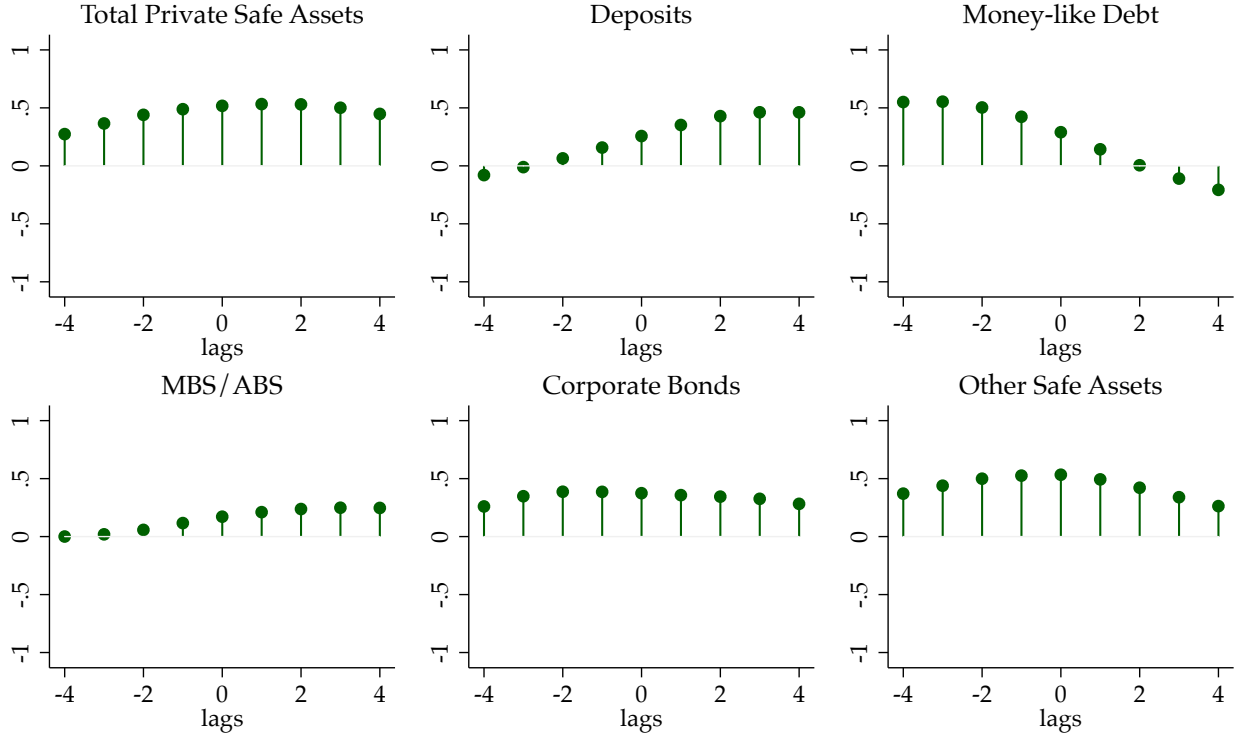 Total Private Safe Assets
1
.5
0
-.5
-1
-4 -2 0 2 4
lags
Deposits
1
.5
0
-.5
-1
-4 -2 0 2 4
lags
Money-like Debt
1
.5
0
-.5
-1
-4 -2 0 2 4
lags
MBS/ABS
1
.5
0
-.5
-1
-4 -2 0 2 4
lags
Corporate Bonds
1
.5
0
-.5
-1
-4 -2 0 2 4
lags
Other Safe Assets
1
.5
0
-.5
-1
-4 -2 0 2 4
lags